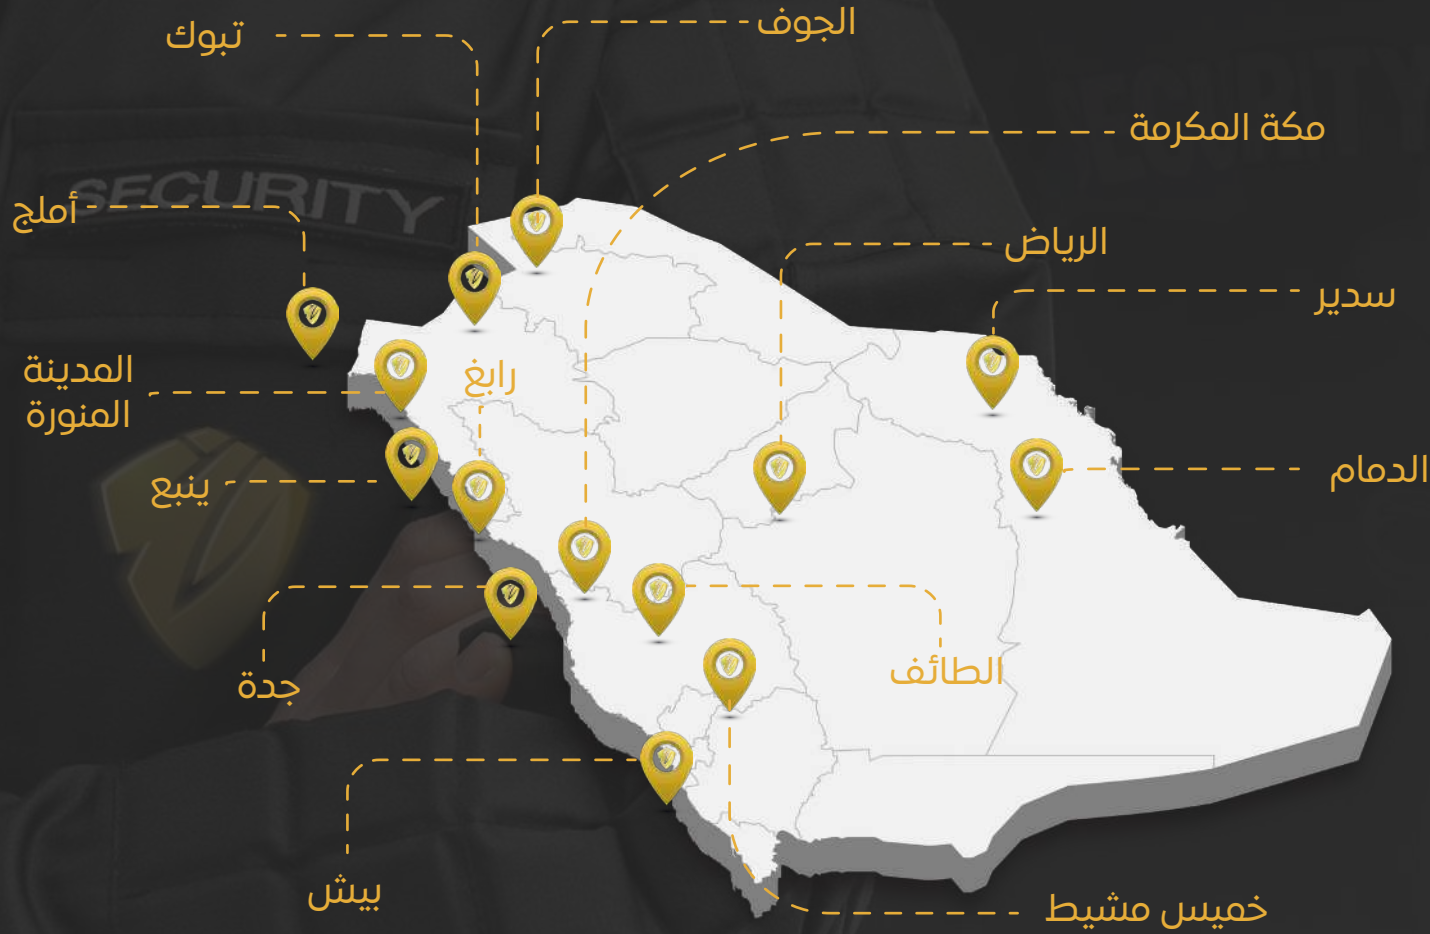 الجوف
تبوك
مكة المكرمة
SECURITY
أملج
الرياض
سدير
المدينة
المنورة
رابغ
ينبع
الدمام
الطائف
جدة
بيش
خميس مشيط